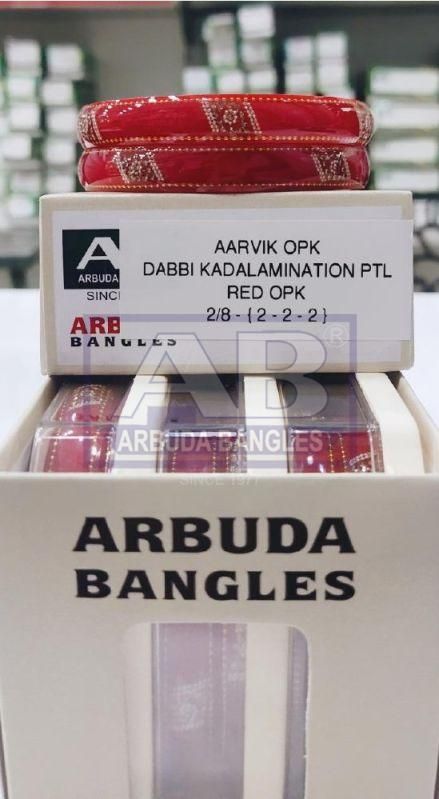 A
ARBUDA
SINCE
AARVIK OPK
DABBI KADALAMINATION PTL
RED OPK
2/8 - { 2 - 2 - 2 }
ARB
BANGLES
AB®
ARBUDA BANGLES
SINCE 1977
ARBUDA
BANGLES